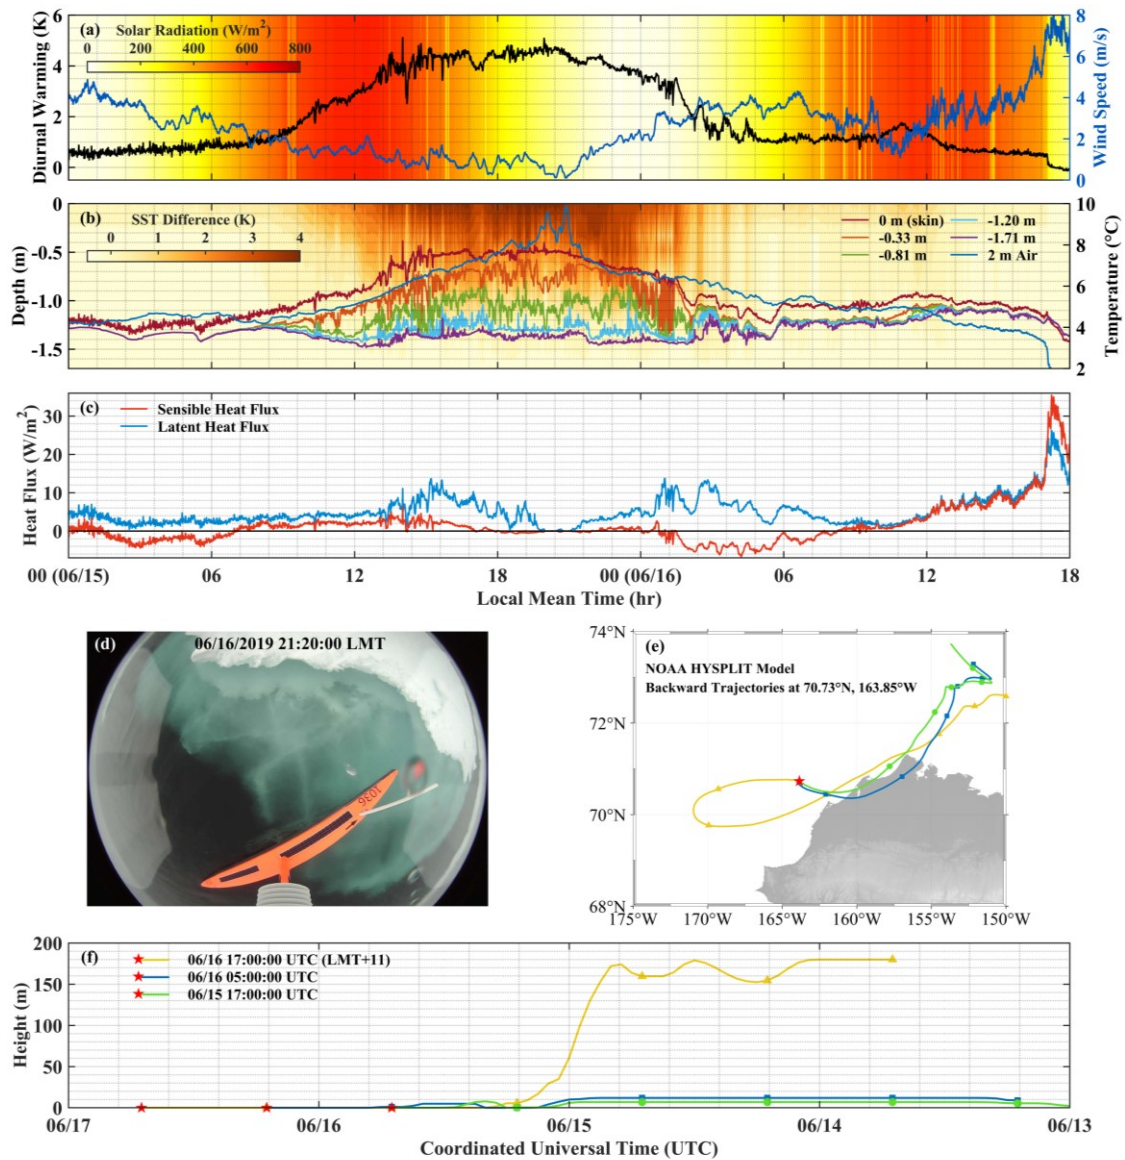 (a) Solar Radiation (W/m²)
0 200 400 600 800
Diurnal Warming (K)
6
4
2
0
Wind Speed (m/s)
8
6
4
2
0
(b) SST Difference (K)
0 1 2 3 4
0 m (skin)
-0.33 m
-0.81 m
-1.20 m
-1.71 m
2 m Air
Depth (m)
0
-0.5
-1.0
-1.5
Temperature (°C)
10
8
6
4
2
(c)
Sensible Heat Flux
Latent Heat Flux
Heat Flux (W/m²)
30
20
10
0
00 (06/15) 06 12 18 00 (06/16) 06 12 18
Local Mean Time (hr)
(d) 06/16/2019 21:20:00 LMT
1036
(e)
NOAA HYSPLIT Model
Backward Trajectories at 70.73°N, 163.85°W
74°N
72°N
70°N
68°N
175°W 170°W 165°W 160°W 155°W 150°W
(f)
06/16 17:00:00 UTC (LMT+11)
06/16 05:00:00 UTC
06/15 17:00:00 UTC
Height (m)
200
150
100
50
0
06/17 06/16 06/15 06/14 06/13
Coordinated Universal Time (UTC)